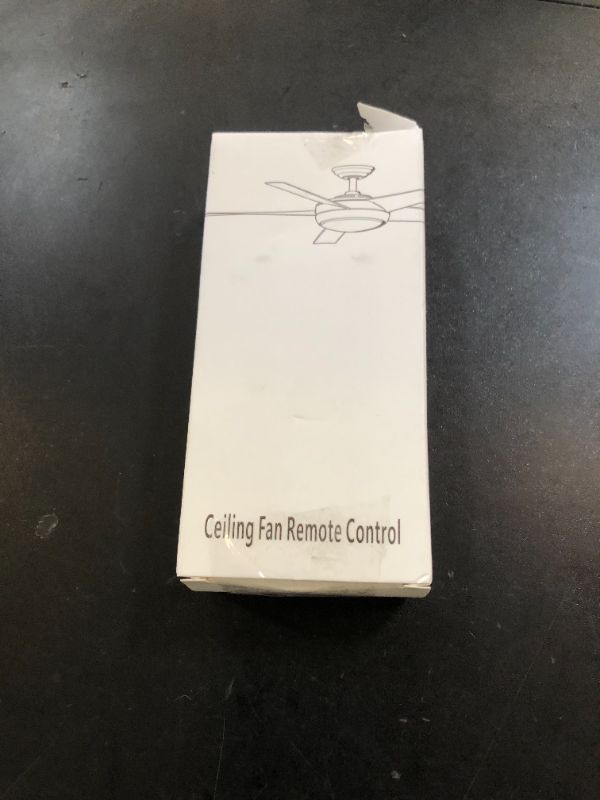 Ceiling Fan Remote Control